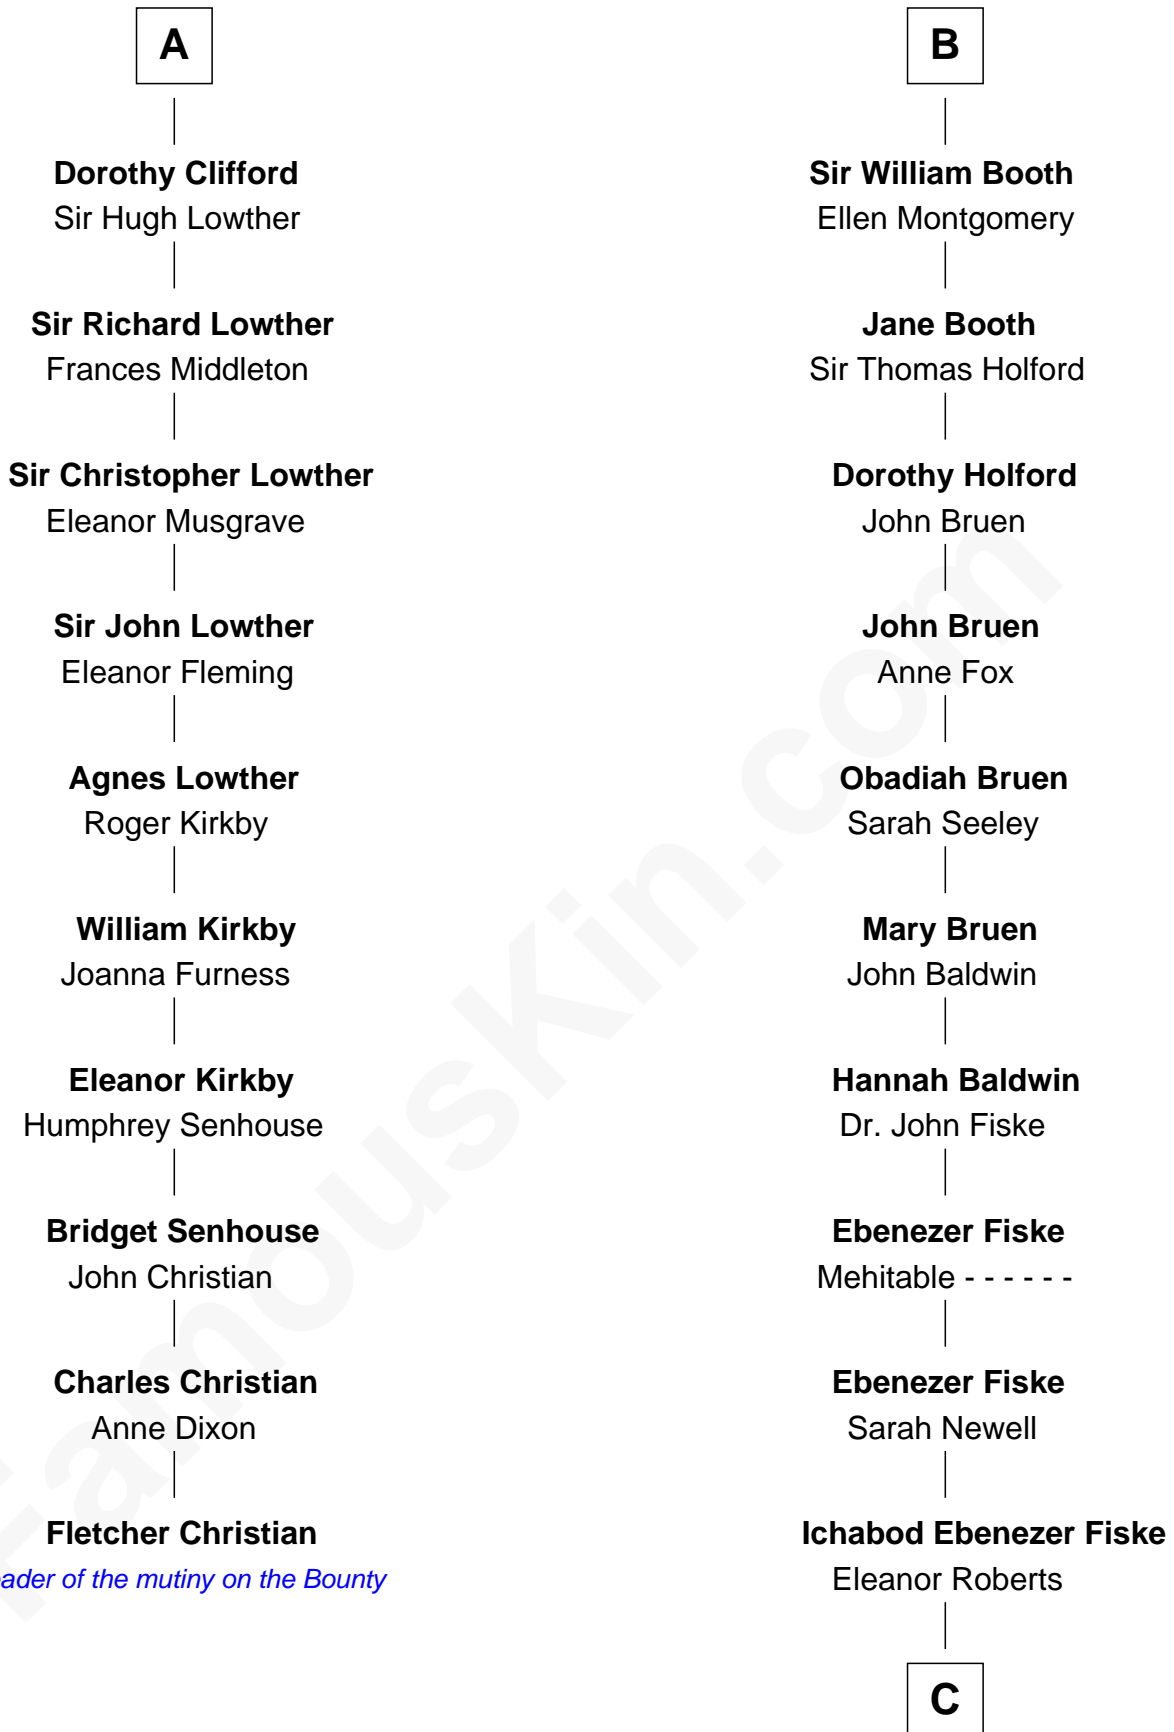 A
Dorothy Clifford
Sir Hugh Lowther
Sir Richard Lowther
Frances Middleton
Sir Christopher Lowther
Eleanor Musgrave
Sir John Lowther
Eleanor Fleming
Agnes Lowther
Roger Kirkby
William Kirkby
Joanna Furness
Eleanor Kirkby
Humphrey Senhouse
Bridget Senhouse
John Christian
Charles Christian
Anne Dixon
Fletcher Christian
eader of the mutiny on the Bounty
B
Sir William Booth
Ellen Montgomery
Jane Booth
Sir Thomas Holford
Dorothy Holford
John Bruen
John Bruen
Anne Fox
Obadiah Bruen
Sarah Seeley
Mary Bruen
John Baldwin
Hannah Baldwin
Dr. John Fiske
Ebenezer Fiske
Mehitable - - - - - -
Ebenezer Fiske
Sarah Newell
Ichabod Ebenezer Fiske
Eleanor Roberts
C
FamousKin.com